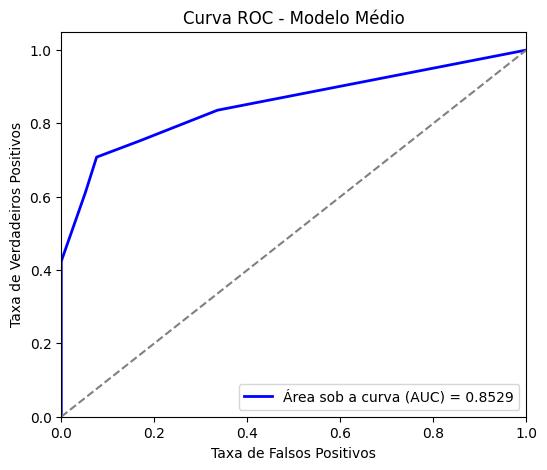 Curva ROC - Modelo Médio
Taxa de Verdadeiros Positivos
1.0
0.8
0.6
0.4
0.2
0.0
0.0 0.2 0.4 0.6 0.8 1.0
Área sob a curva (AUC) = 0.8529
Taxa de Falsos Positivos